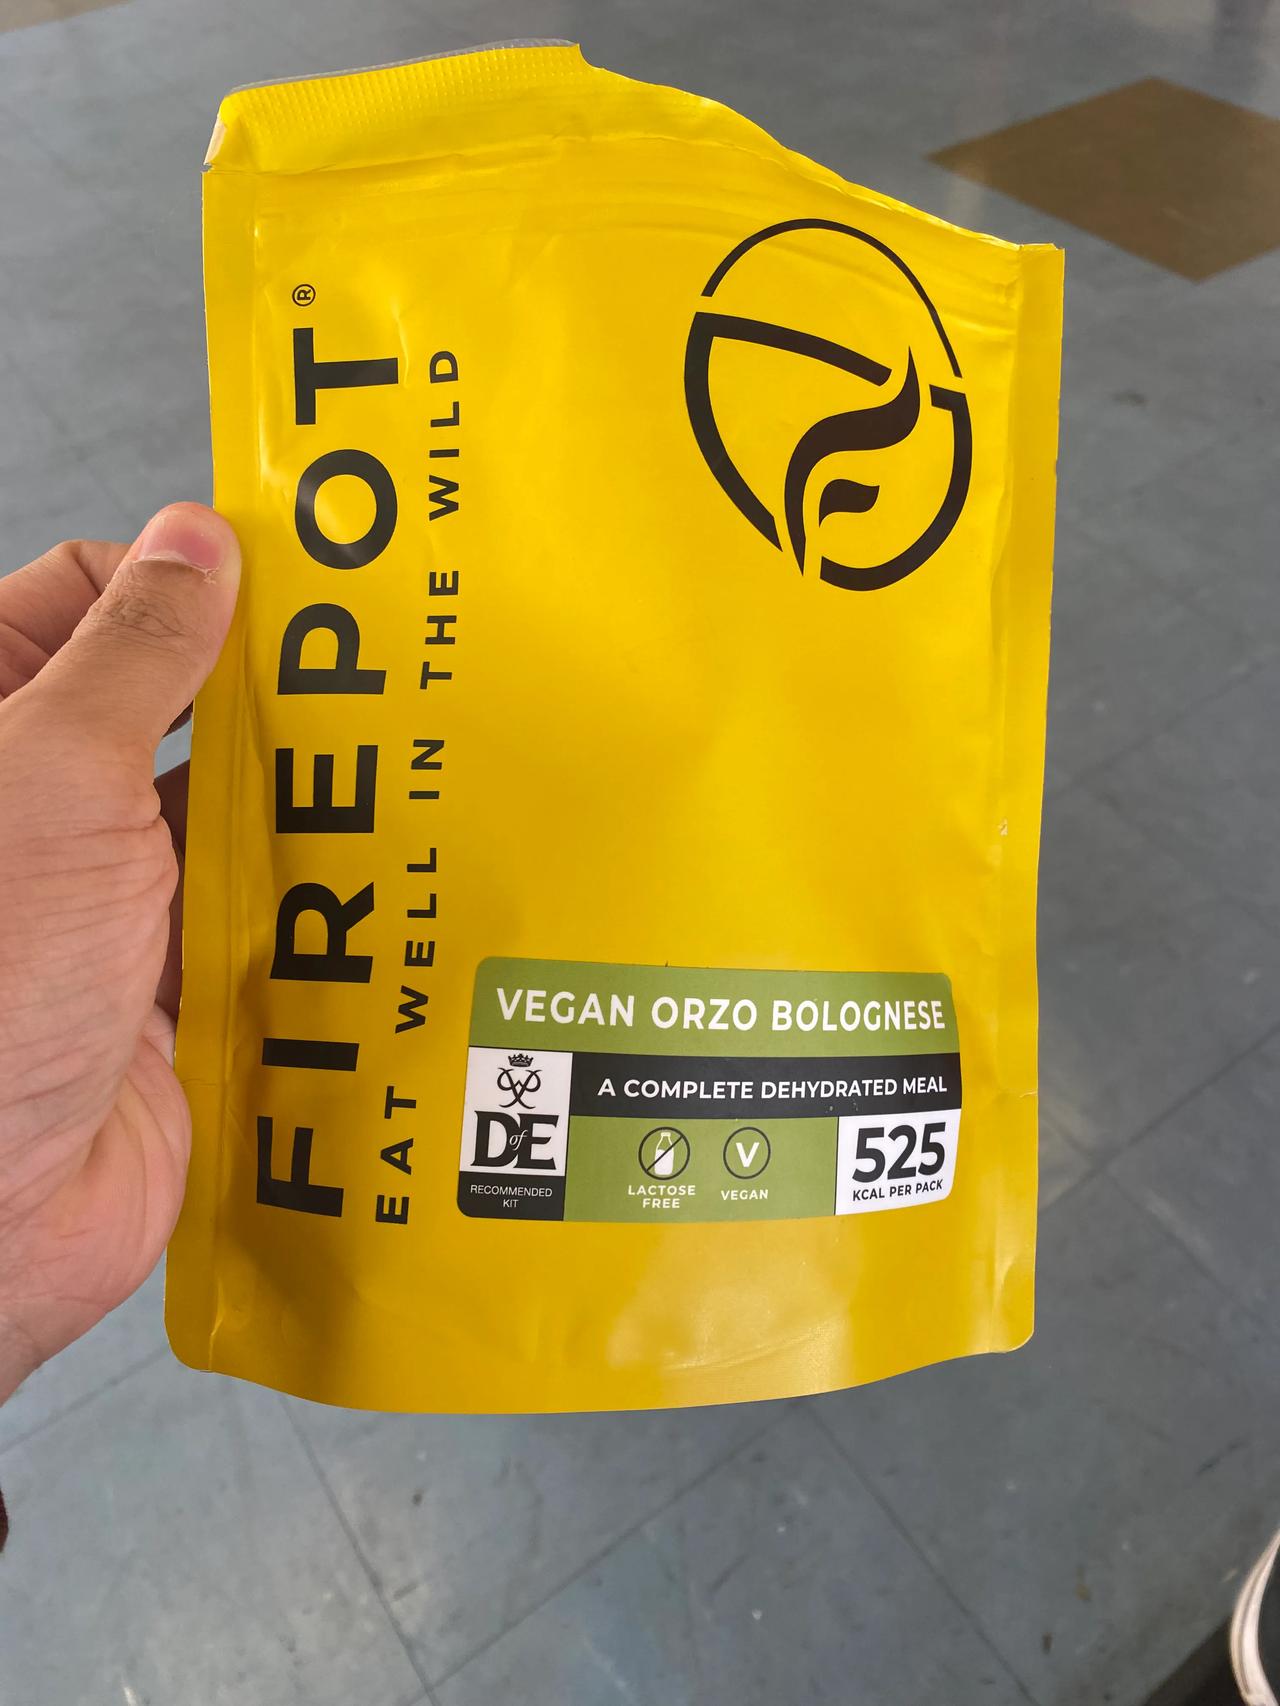 FIREPOT®
EAT WELL IN THE WILD
VEGAN ORZO BOLOGNESE
A COMPLETE DEHYDRATED MEAL
DofE
RECOMMENDED
KIT
LACTOSE
FREE
V
VEGAN
525
KCAL PER PACK